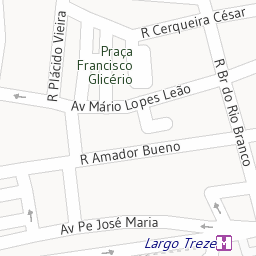 R Cerqueira César
R Plácido Vieira
Praça
Francisco
Glicério
R Br do Rio Branco
Av Mário Lopes Leão
R Amador Bueno
Av Pe José Maria
Largo Treze